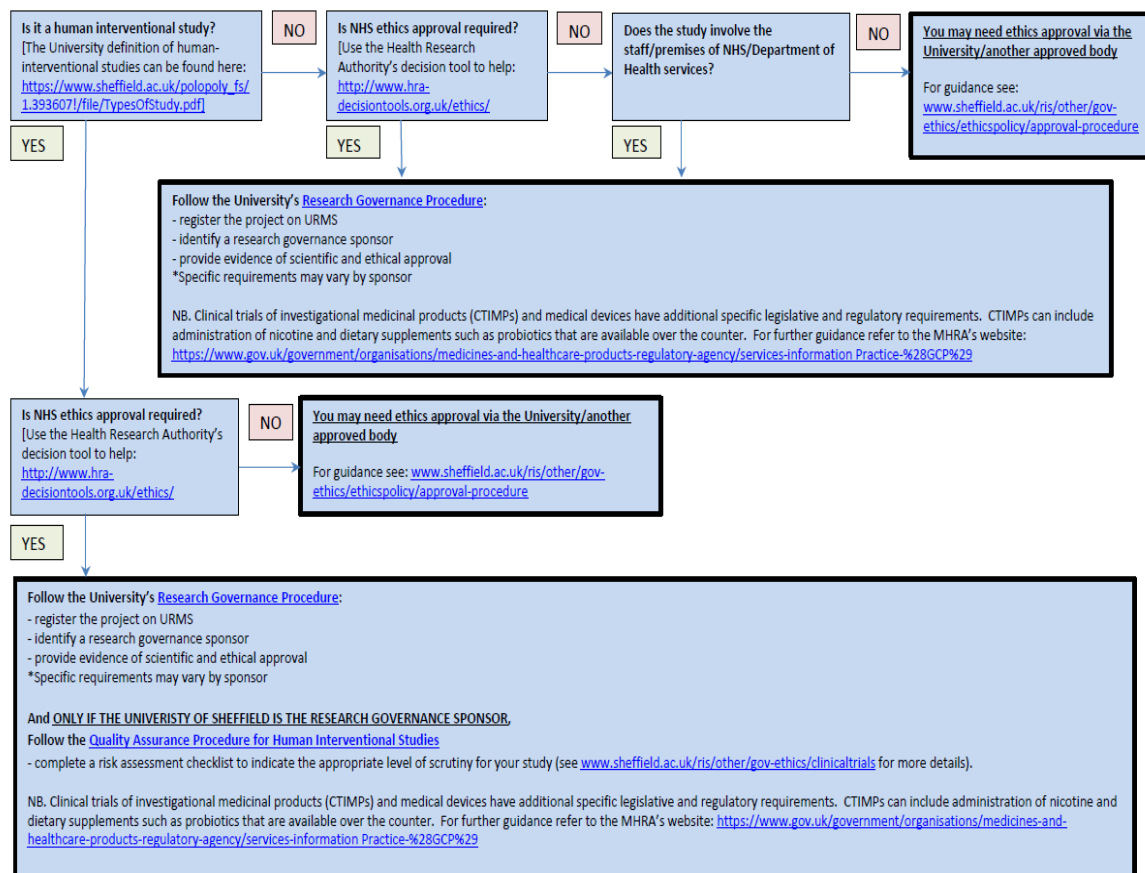 Is it a human interventional study?
[The University definition of human-
interventional studies can be found here:
https://www.sheffield.ac.uk/polopoly_fs/
1.393607!/file/TypesOfStudy.pdf]
NO
Is NHS ethics approval required?
[Use the Health Research
Authority's decision tool to help:
http://www.hra-
decisiontools.org.uk/ethics/
NO
Does the study involve the
staff/premises of NHS/Department of
Health services?
NO
You may need ethics approval via the
University/another approved body
For guidance see:
www.sheffield.ac.uk/ris/other/gov-
ethics/ethicspolicy/approval-procedure
YES
YES
YES
Follow the University's Research Governance Procedure:
- register the project on URMS
- identify a research governance sponsor
- provide evidence of scientific and ethical approval
*Specific requirements may vary by sponsor
NB. Clinical trials of investigational medicinal products (CTIMPs) and medical devices have additional specific legislative and regulatory requirements. CTIMPs can include
administration of nicotine and dietary supplements such as probiotics that are available over the counter. For further guidance refer to the MHRA's website:
https://www.gov.uk/government/organisations/medicines-and-healthcare-products-regulatory-agency/services-information Practice-%28GCP%29
Is NHS ethics approval required?
[Use the Health Research Authority's
decision tool to help:
http://www.hra-
decisiontools.org.uk/ethics/
NO
You may need ethics approval via the University/another
approved body
For guidance see: www.sheffield.ac.uk/ris/other/gov-
ethics/ethicspolicy/approval-procedure
YES
Follow the University's Research Governance Procedure:
- register the project on URMS
- identify a research governance sponsor
- provide evidence of scientific and ethical approval
*Specific requirements may vary by sponsor
And ONLY IF THE UNIVERISTY OF SHEFFIELD IS THE RESEARCH GOVERNANCE SPONSOR,
Follow the Quality Assurance Procedure for Human Interventional Studies
- complete a risk assessment checklist to indicate the appropriate level of scrutiny for your study (see www.sheffield.ac.uk/ris/other/gov-ethics/clinicaltrials for more details).
NB. Clinical trials of investigational medicinal products (CTIMPs) and medical devices have additional specific legislative and regulatory requirements. CTIMPs can include administration of nicotine and
dietary supplements such as probiotics that are available over the counter. For further guidance refer to the MHRA's website: https://www.gov.uk/government/organisations/medicines-and-
healthcare-products-regulatory-agency/services-information Practice-%28GCP%29